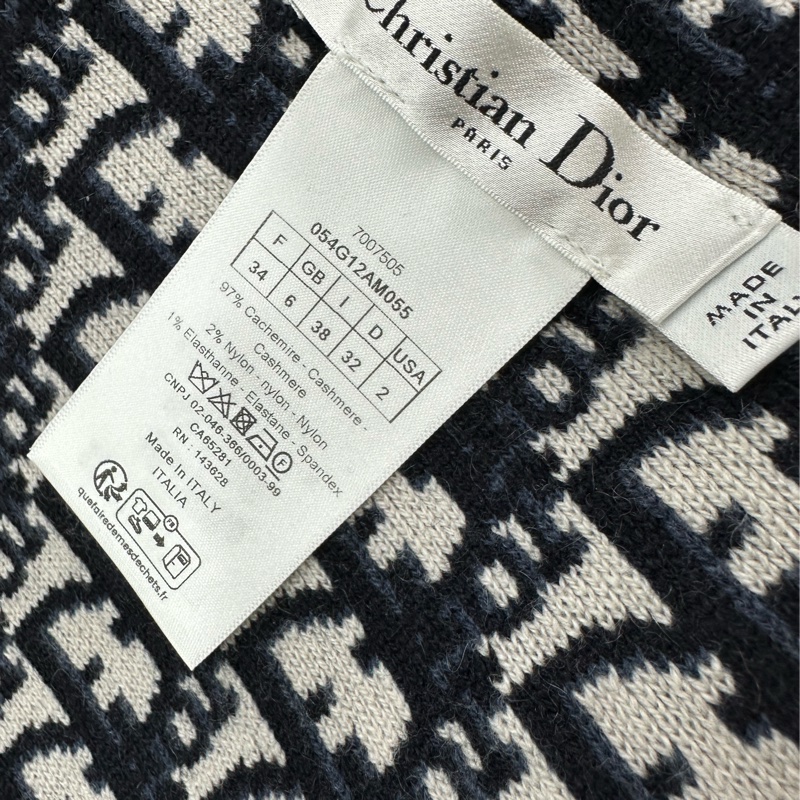 Christian Dior
PARIS
MADE
IN
ITALY
7007505
054G12AM055
F GB I D USA
34 6 38 32 2
97% Cachemire - Cashmere -
Cashmere
2% Nylon - nylon - Nylon
1% Elasthanne - Elastane - Spandex
F
CNPJ 02-046-366/0003-99
CA65281
RN : 143628
Made In ITALY
ITALIA
quefairedemesdechets.fr